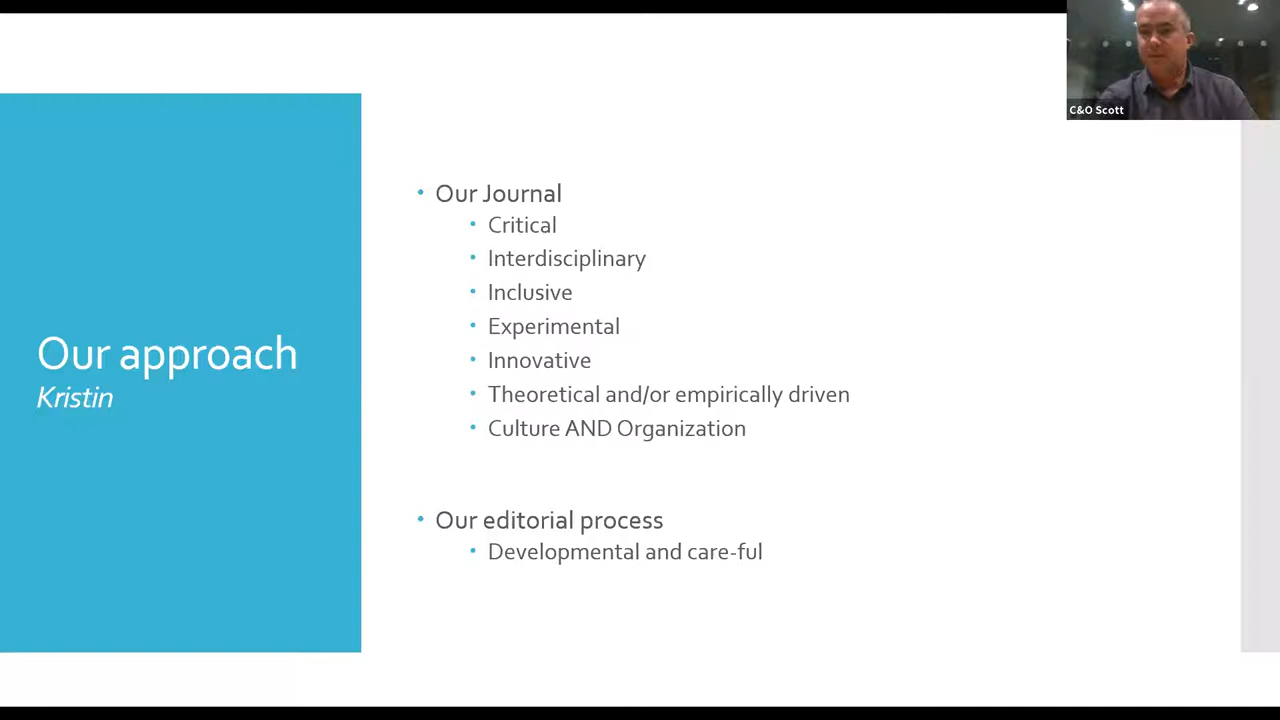 C&O Scott
Our approach
Kristin
Our Journal
Critical
Interdisciplinary
Inclusive
Experimental
Innovative
Theoretical and/or empirically driven
Culture AND Organization
Our editorial process
Developmental and care-ful